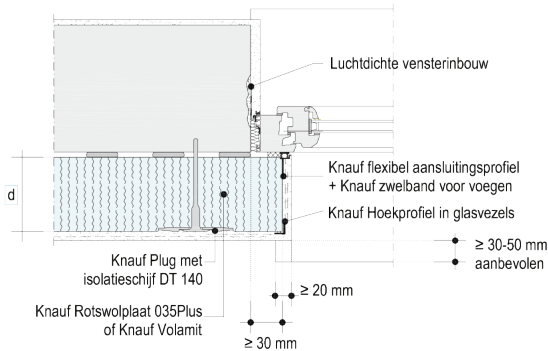 Luchtdichte vensterinbouw
Knauf flexibel aansluitingsprofiel
+ Knauf zwelband voor voegen
d
Knauf Hoekprofiel in glasvezels
≥ 30-50 mm
aanbevolen
Knauf Plug met
isolatieschijf DT 140
≥ 20 mm
Knauf Rotswolplaat 035Plus
of Knauf Volamit
≥ 30 mm